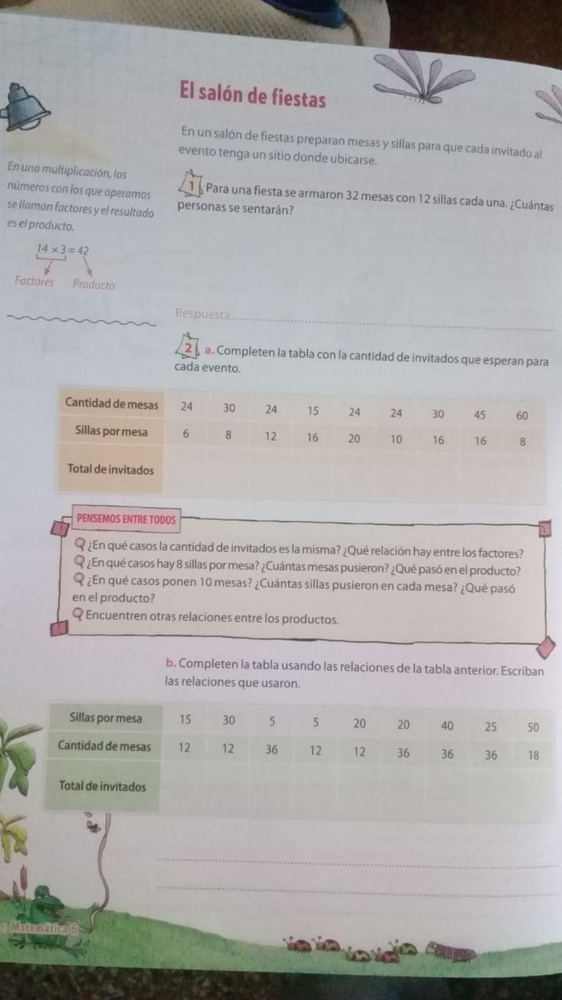 El salón de fiestas
En un salón de fiestas preparan mesas y sillas para que cada invitado al
evento tenga un sitio donde ubicarse.
En una multiplicación, los
números con los que operamos
se llaman factores y el resultado
es el producto.
14 × 3 = 42
Factores Producto
1 Para una fiesta se armaron 32 mesas con 12 sillas cada una. ¿Cuántas
personas se sentarán?
Respuesta:
2 a. Completen la tabla con la cantidad de invitados que esperan para
cada evento.
Cantidad de mesas 24 30 24 15 24 24 30 45 60
Sillas por mesa 6 8 12 16 20 10 16 16 8
Total de invitados
PENSEMOS ENTRE TODOS
¿En qué casos la cantidad de invitados es la misma? ¿Qué relación hay entre los factores?
¿En qué casos hay 8 sillas por mesa? ¿Cuántas mesas pusieron? ¿Qué pasó en el producto?
¿En qué casos ponen 10 mesas? ¿Cuántas sillas pusieron en cada mesa? ¿Qué pasó
en el producto?
Encuentren otras relaciones entre los productos.
b. Completen la tabla usando las relaciones de la tabla anterior. Escriban
las relaciones que usaron.
Sillas por mesa 15 30 5 5 20 20 40 25 50
Cantidad de mesas 12 12 36 12 12 36 36 36 18
Total de invitados
Matemática 6